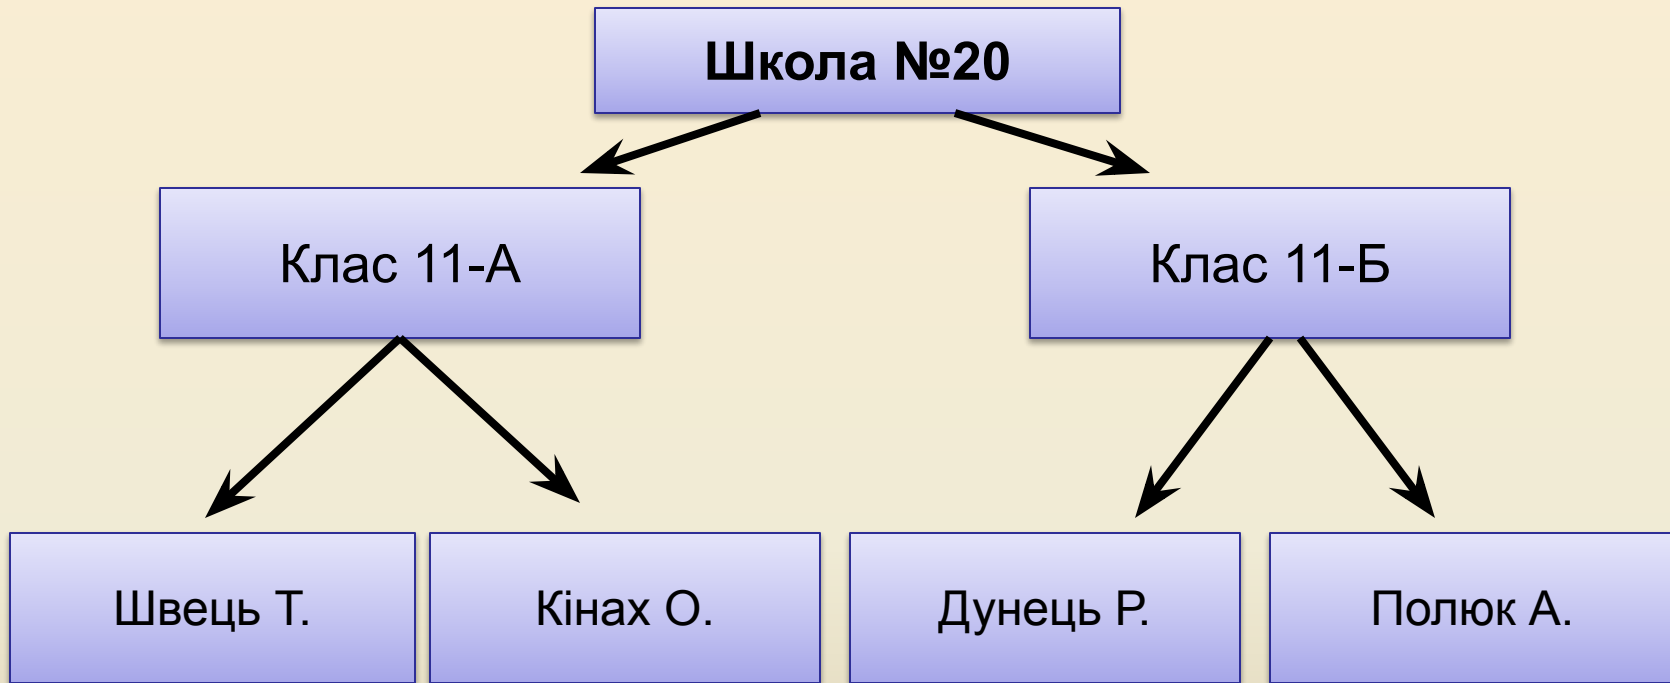 Школа №20
Клас 11-А
Клас 11-Б
Швець Т.
Кінах О.
Дунець Р.
Полюк А.